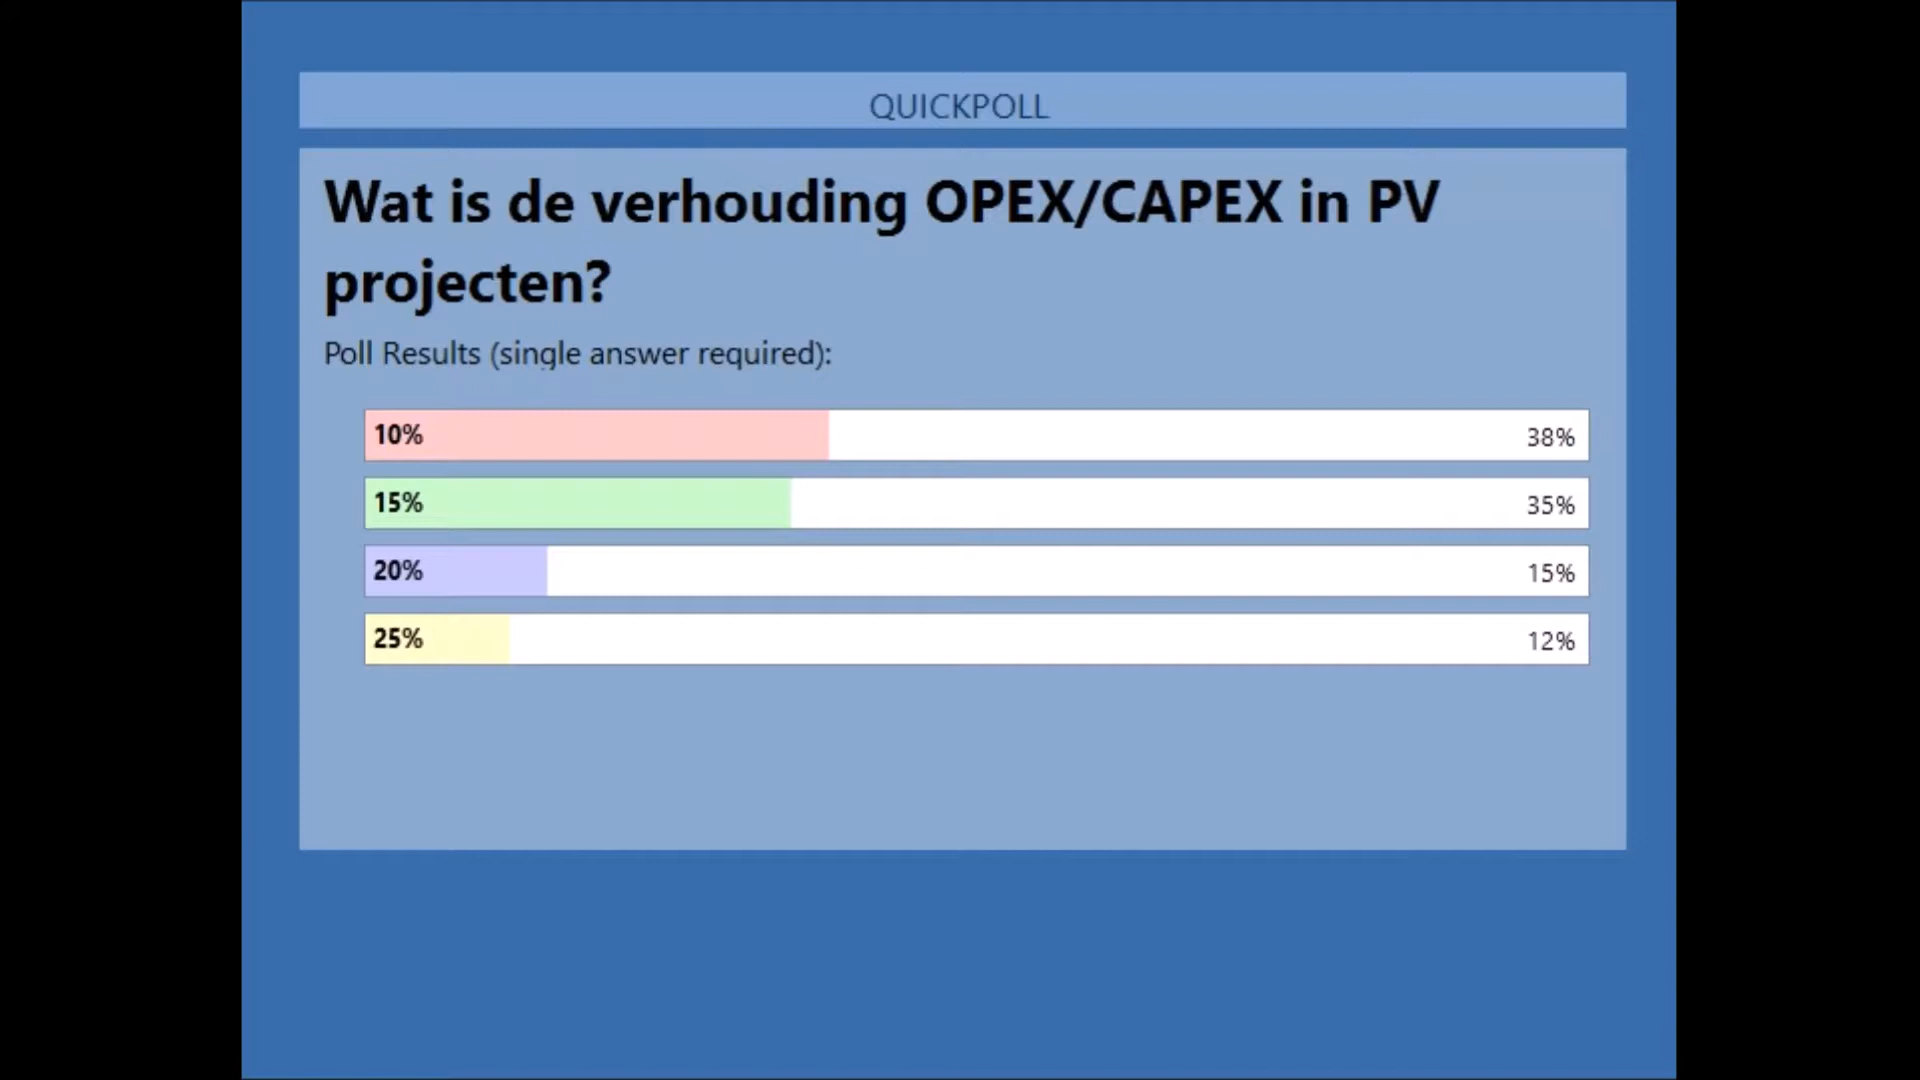 QUICKPOLL
Wat is de verhouding OPEX/CAPEX in PV
projecten?
Poll Results (single answer required):
10% 38%
15% 35%
20% 15%
25% 12%